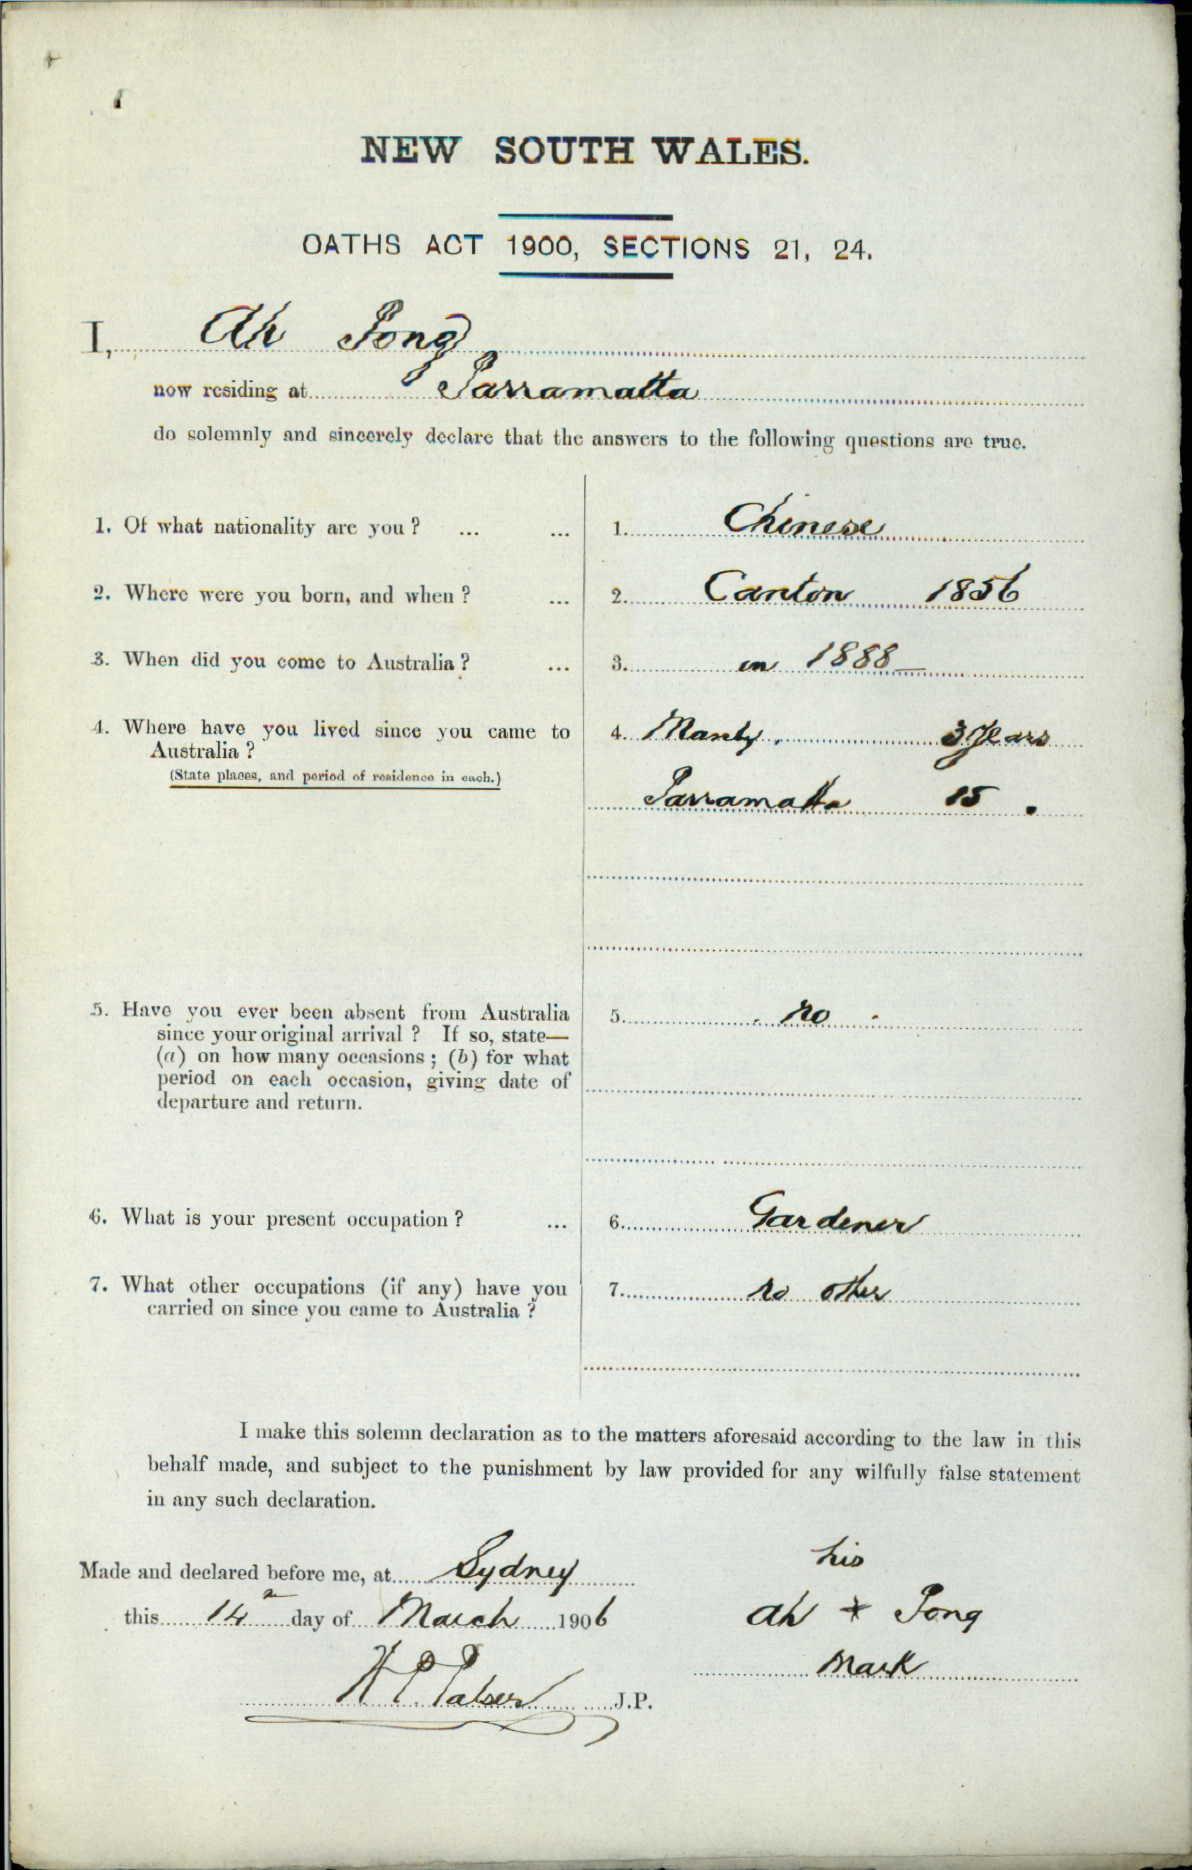 NEW SOUTH WALES.
OATHS ACT 1900, SECTIONS 21, 24.
I, Ah Pong
now residing at Parramatta
do solemnly and sincerely declare that the answers to the following questions are true.
1. Of what nationality are you? ... ... 1. Chinese
2. Where were you born, and when? ... 2. Canton 1856
3. When did you come to Australia? ... 3. in 1888
4. Where have you lived since you came to 4. Manly. 3 years
Australia?
(State places, and period of residence in each.)
Parramatta 15 "
5. Have you ever been absent from Australia 5. no
since your original arrival? If so, state—
(a) on how many occasions; (b) for what
period on each occasion, giving date of
departure and return.
6. What is your present occupation? ... 6. Gardener
7. What other occupations (if any) have you 7. no other
carried on since you came to Australia?
I make this solemn declaration as to the matters aforesaid according to the law in this
behalf made, and subject to the punishment by law provided for any wilfully false statement
in any such declaration.
Made and declared before me, at Sydney his
this 14 day of March 1906 Ah + Pong
mark
J.P.